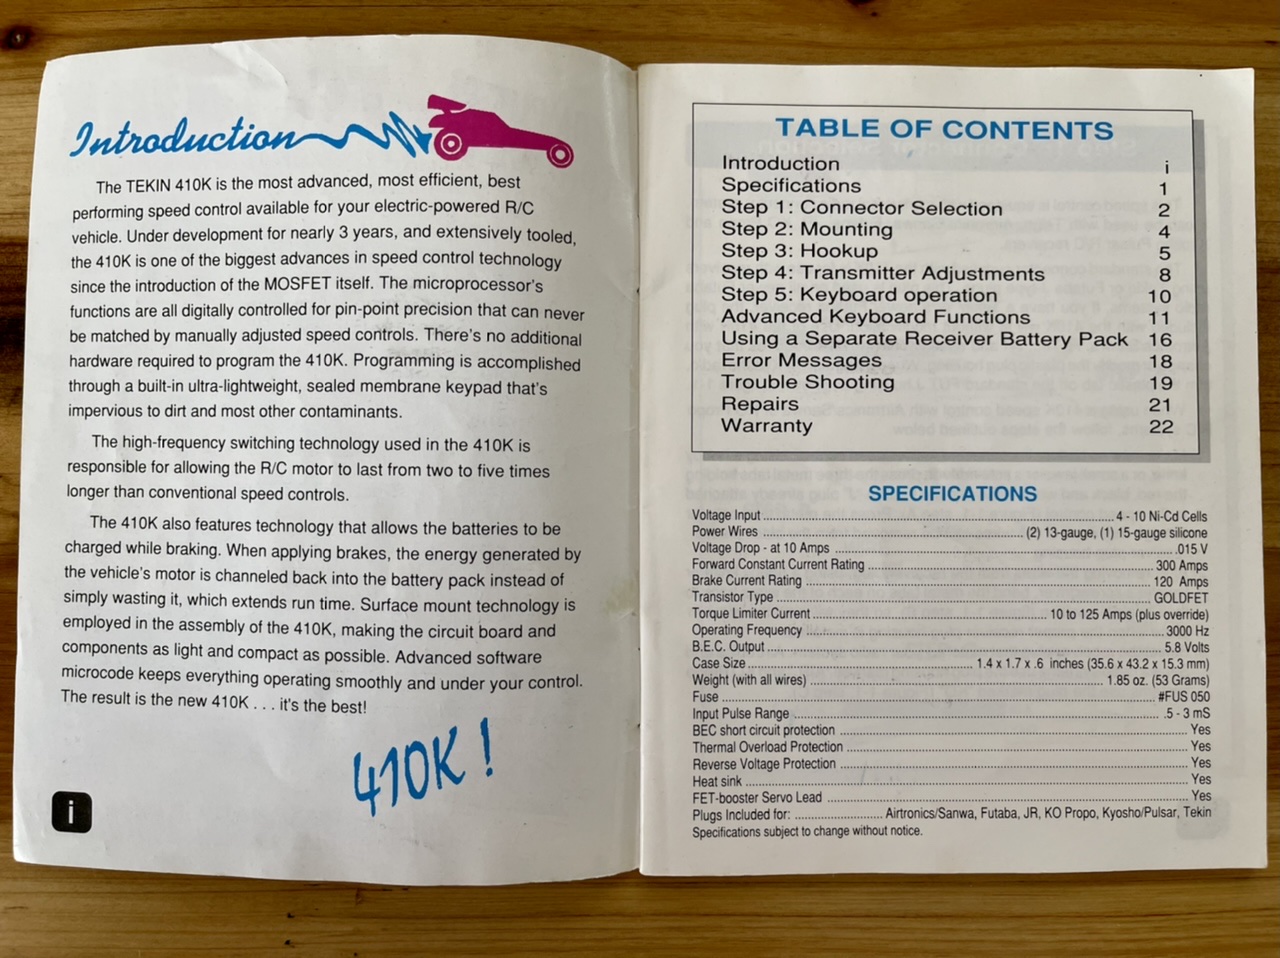 Introduction
The TEKIN 410K is the most advanced, most efficient, best
performing speed control available for your electric-powered R/C
vehicle. Under development for nearly 3 years, and extensively tooled,
the 410K is one of the biggest advances in speed control technology
since the introduction of the MOSFET itself. The microprocessor's
functions are all digitally controlled for pin-point precision that can never
be matched by manually adjusted speed controls. There's no additional
hardware required to program the 410K. Programming is accomplished
through a built-in ultra-lightweight, sealed membrane keypad that's
impervious to dirt and most other contaminants.
The high-frequency switching technology used in the 410K is
responsible for allowing the R/C motor to last from two to five times
longer than conventional speed controls.
The 410K also features technology that allows the batteries to be
charged while braking. When applying brakes, the energy generated by
the vehicle's motor is channeled back into the battery pack instead of
simply wasting it, which extends run time. Surface mount technology is
employed in the assembly of the 410K, making the circuit board and
components as light and compact as possible. Advanced software
microcode keeps everything operating smoothly and under your control.
The result is the new 410K . . . it's the best!
410K !
i
TABLE OF CONTENTS
Introduction i
Specifications 1
Step 1: Connector Selection 2
Step 2: Mounting 4
Step 3: Hookup 5
Step 4: Transmitter Adjustments 8
Step 5: Keyboard operation 10
Advanced Keyboard Functions 11
Using a Separate Receiver Battery Pack 16
Error Messages 18
Trouble Shooting 19
Repairs 21
Warranty 22
SPECIFICATIONS
Voltage Input ........ 4 - 10 Ni-Cd Cells
Power Wires ........ (2) 13-gauge, (1) 15-gauge silicone
Voltage Drop - at 10 Amps ........ .015 V
Forward Constant Current Rating ........ 300 Amps
Brake Current Rating ........ 120 Amps
Transistor Type ........ GOLDFET
Torque Limiter Current ........ 10 to 125 Amps (plus override)
Operating Frequency ........ 3000 Hz
B.E.C. Output ........ 5.8 Volts
Case Size ........ 1.4 x 1.7 x .6 inches (35.6 x 43.2 x 15.3 mm)
Weight (with all wires) ........ 1.85 oz. (53 Grams)
Fuse ........ #FUS 050
Input Pulse Range ........ .5 - 3 mS
BEC short circuit protection ........ Yes
Thermal Overload Protection ........ Yes
Reverse Voltage Protection ........ Yes
Heat sink ........ Yes
FET-booster Servo Lead ........ Yes
Plugs Included for: ........ Airtronics/Sanwa, Futaba, JR, KO Propo, Kyosho/Pulsar, Tekin
Specifications subject to change without notice.